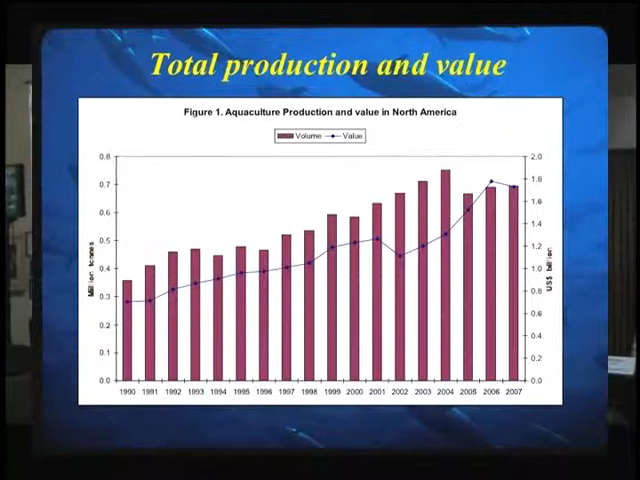 Total production and value
Figure 1. Aquaculture Production and value in North America
Volume Value
0.8 2.0
0.7 1.8
0.6 1.6
0.5 1.4
0.4 1.2
0.3 1.0
0.2 0.8
0.1 0.6
0.0 0.4
0.2
0.0
Million tonnes
US$ billion
1990 1991 1992 1993 1994 1995 1996 1997 1998 1999 2000 2001 2002 2003 2004 2005 2006 2007